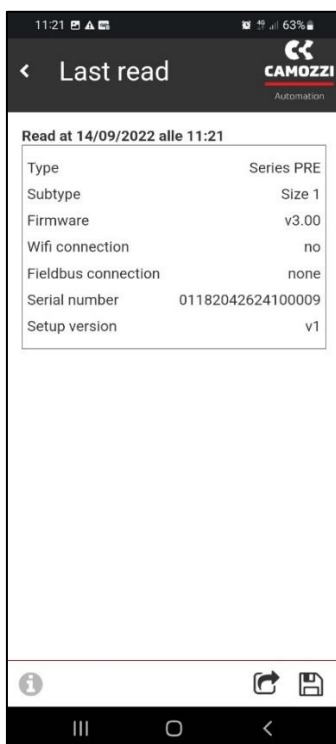 11:21 63%
Last read
CAMOZZI
Automation
Read at 14/09/2022 alle 11:21
Type Series PRE
Subtype Size 1
Firmware v3.00
Wifi connection no
Fieldbus connection none
Serial number 01182042624100009
Setup version v1